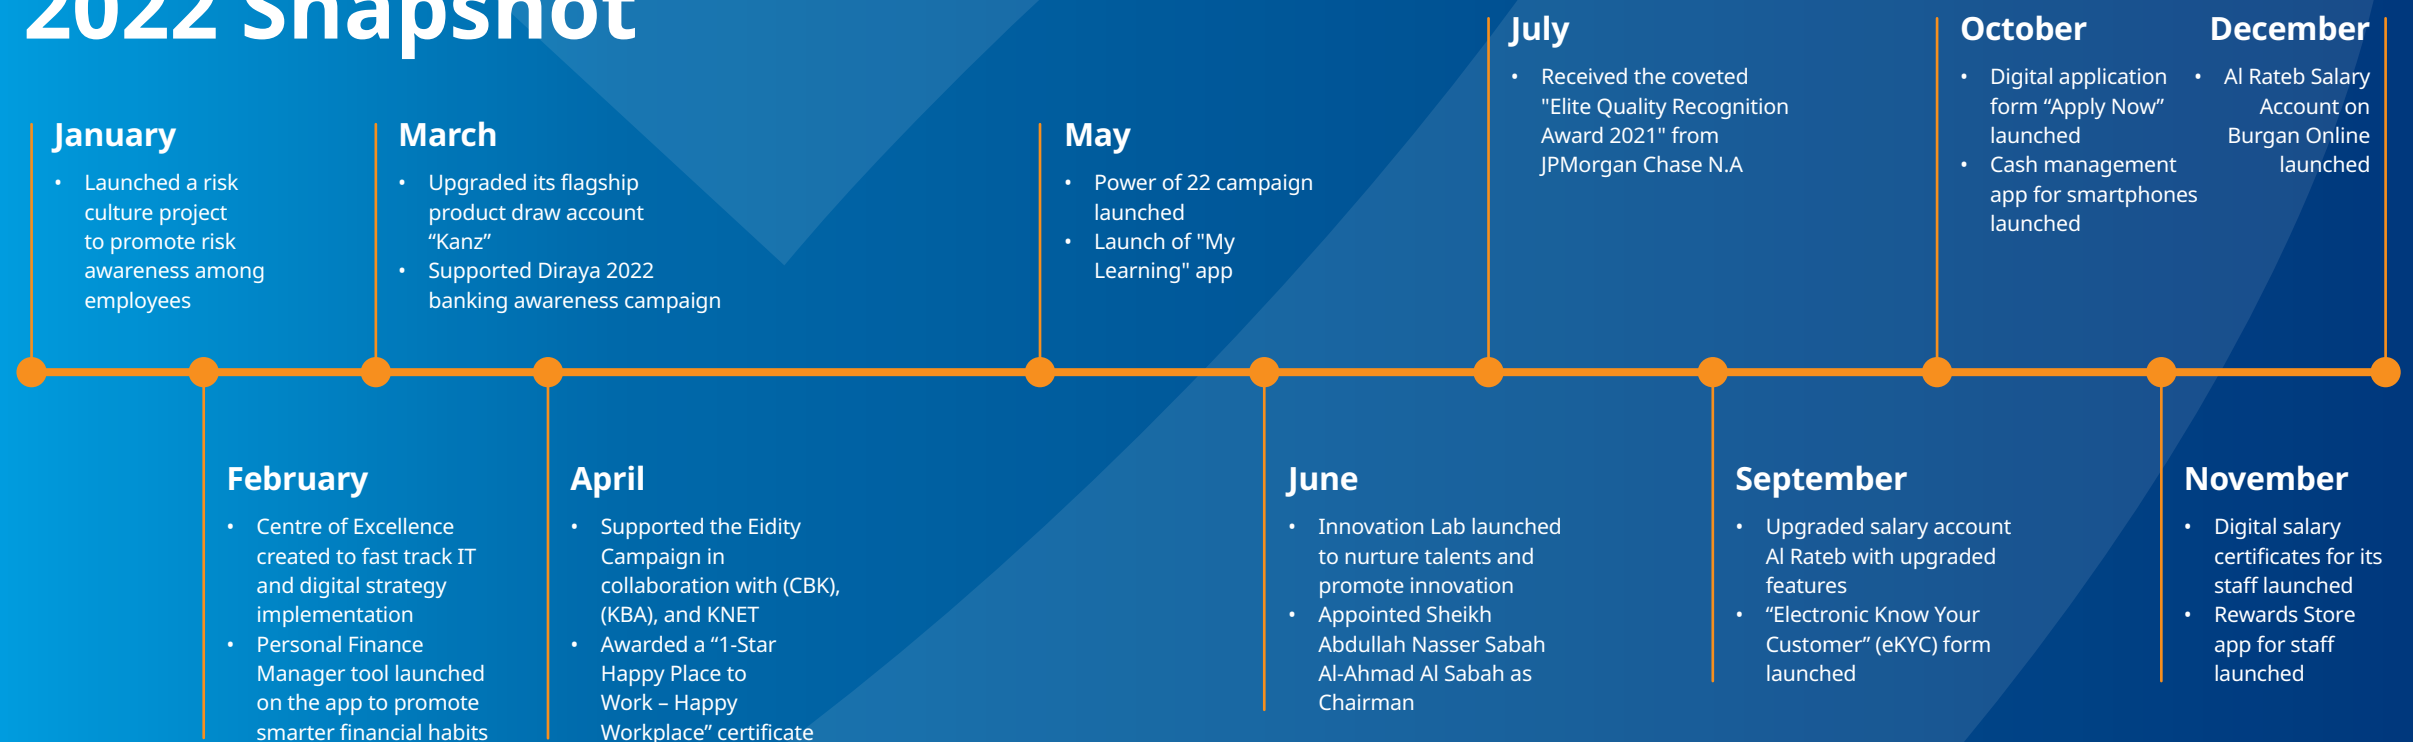 2022 Snapshot
January
• Launched a risk
culture project
to promote risk
awareness among
employees
February
• Centre of Excellence
created to fast track IT
and digital strategy
implementation
• Personal Finance
Manager tool launched
on the app to promote
smarter financial habits
March
• Upgraded its flagship
product draw account
“Kanz”
• Supported Diraya 2022
banking awareness campaign
April
• Supported the Eidity
Campaign in
collaboration with (CBK),
(KBA), and KNET
• Awarded a “1-Star
Happy Place to
Work – Happy
Workplace” certificate
May
• Power of 22 campaign
launched
• Launch of "My
Learning" app
June
• Innovation Lab launched
to nurture talents and
promote innovation
• Appointed Sheikh
Abdullah Nasser Sabah
Al-Ahmad Al Sabah as
Chairman
July
• Received the coveted
"Elite Quality Recognition
Award 2021" from
JPMorgan Chase N.A
September
• Upgraded salary account
Al Rateb with upgraded
features
• “Electronic Know Your
Customer” (eKYC) form
launched
October
• Digital application
form “Apply Now”
launched
• Cash management
app for smartphones
launched
November
• Digital salary
certificates for its
staff launched
• Rewards Store
app for staff
launched
December
• Al Rateb Salary
Account on
Burgan Online
launched